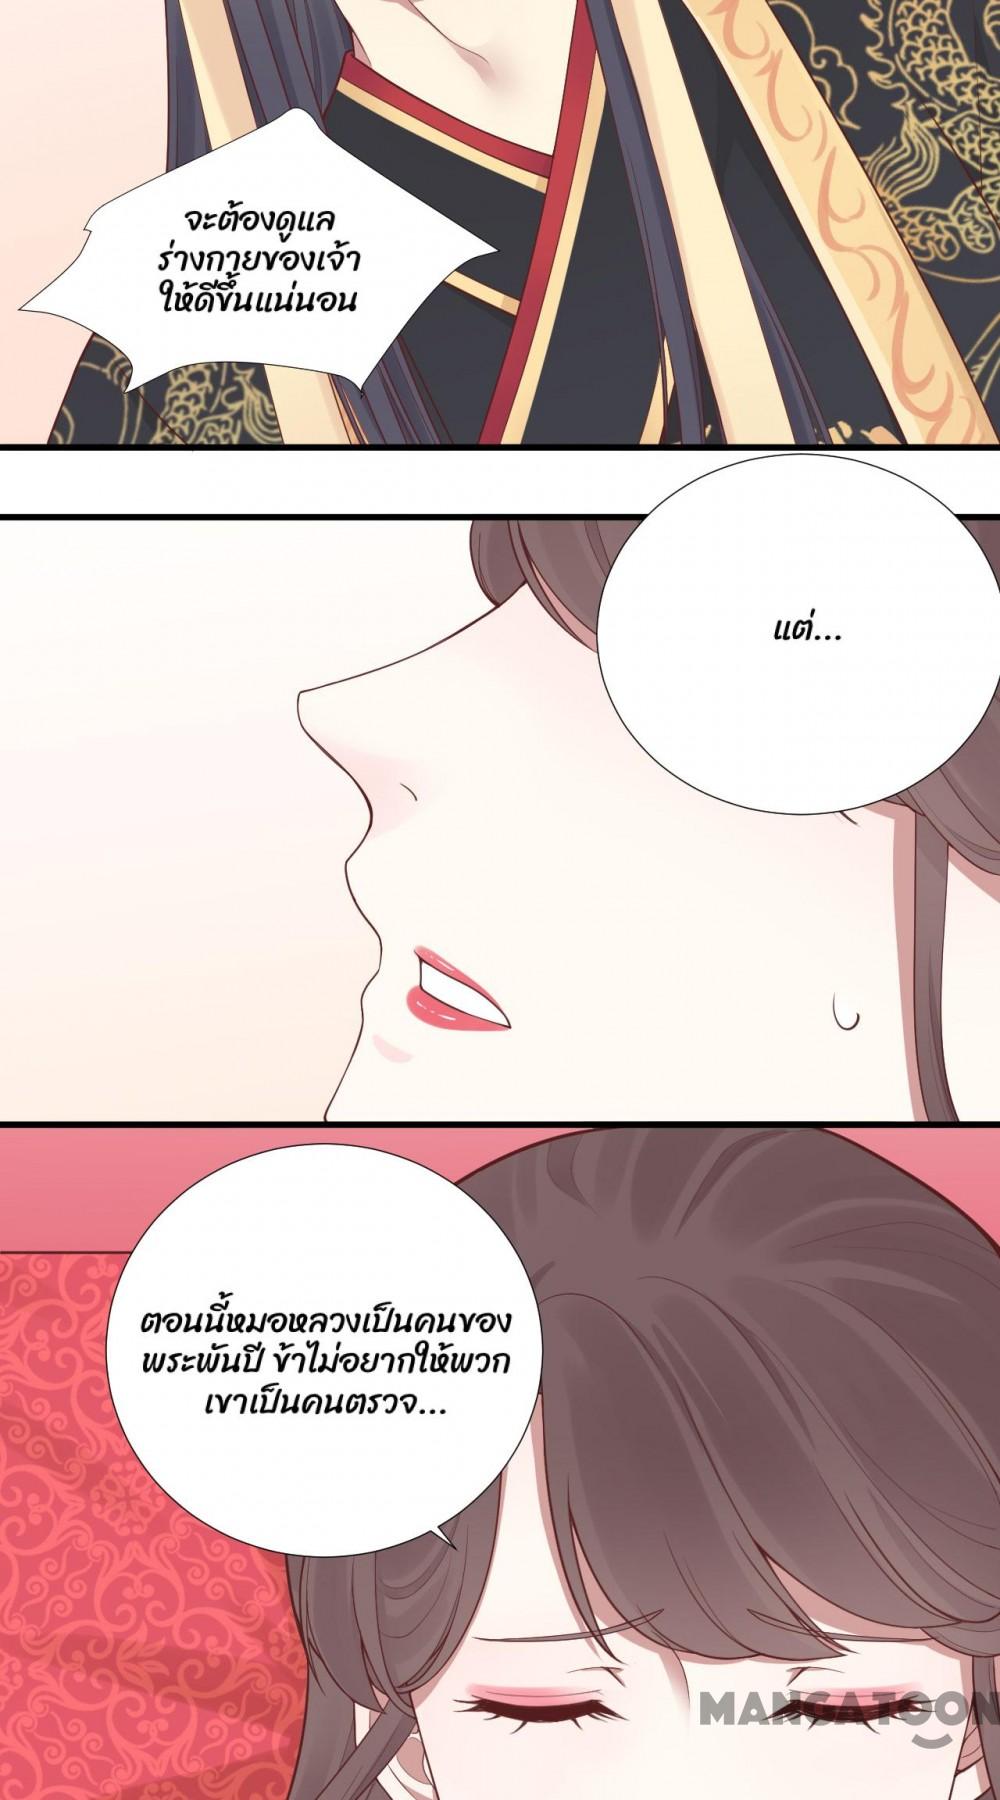 จะต้องดูแล
ร่างกายของเจ้า
ให้ดีขึ้นแน่นอน
แต่...
ตอนนี้หมอหลวงเป็นคนของ
พระพันปี ข้าไม่อยากให้พวก
เขาเป็นคนตรวจ...
MANGATOON